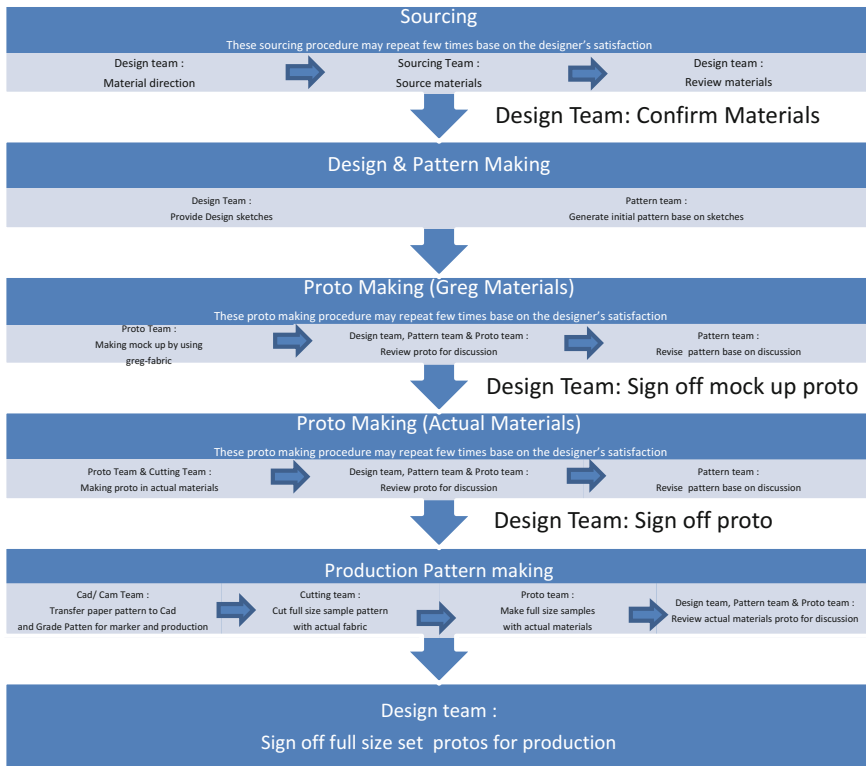 Sourcing
These sourcing procedure may repeat few times base on the designer's satisfaction
Design team :
Material direction
Sourcing Team :
Source materials
Design team :
Review materials
Design Team: Confirm Materials
Design & Pattern Making
Design Team :
Provide Design sketches
Pattern team :
Generate initial pattern base on sketches
Proto Making (Greg Materials)
These proto making procedure may repeat few times base on the designer's satisfaction
Proto Team :
Making mock up by using
greg-fabric
Design team, Pattern team & Proto team :
Review proto for discussion
Pattern team :
Revise pattern base on discussion
Design Team: Sign off mock up proto
Proto Making (Actual Materials)
These proto making procedure may repeat few times base on the designer's satisfaction
Proto Team & Cutting Team :
Making proto in actual materials
Design team, Pattern team & Proto team :
Review proto for discussion
Pattern team :
Revise pattern base on discussion
Design Team: Sign off proto
Production Pattern making
Cad/ Cam Team :
Transfer paper pattern to Cad
and Grade Patten for marker and production
Cutting team :
Cut full size sample pattern
with actual fabric
Proto team :
Make full size samples
with actual materials
Design team, Pattern team & Proto team :
Review actual materials proto for discussion
Design team :
Sign off full size set protos for production